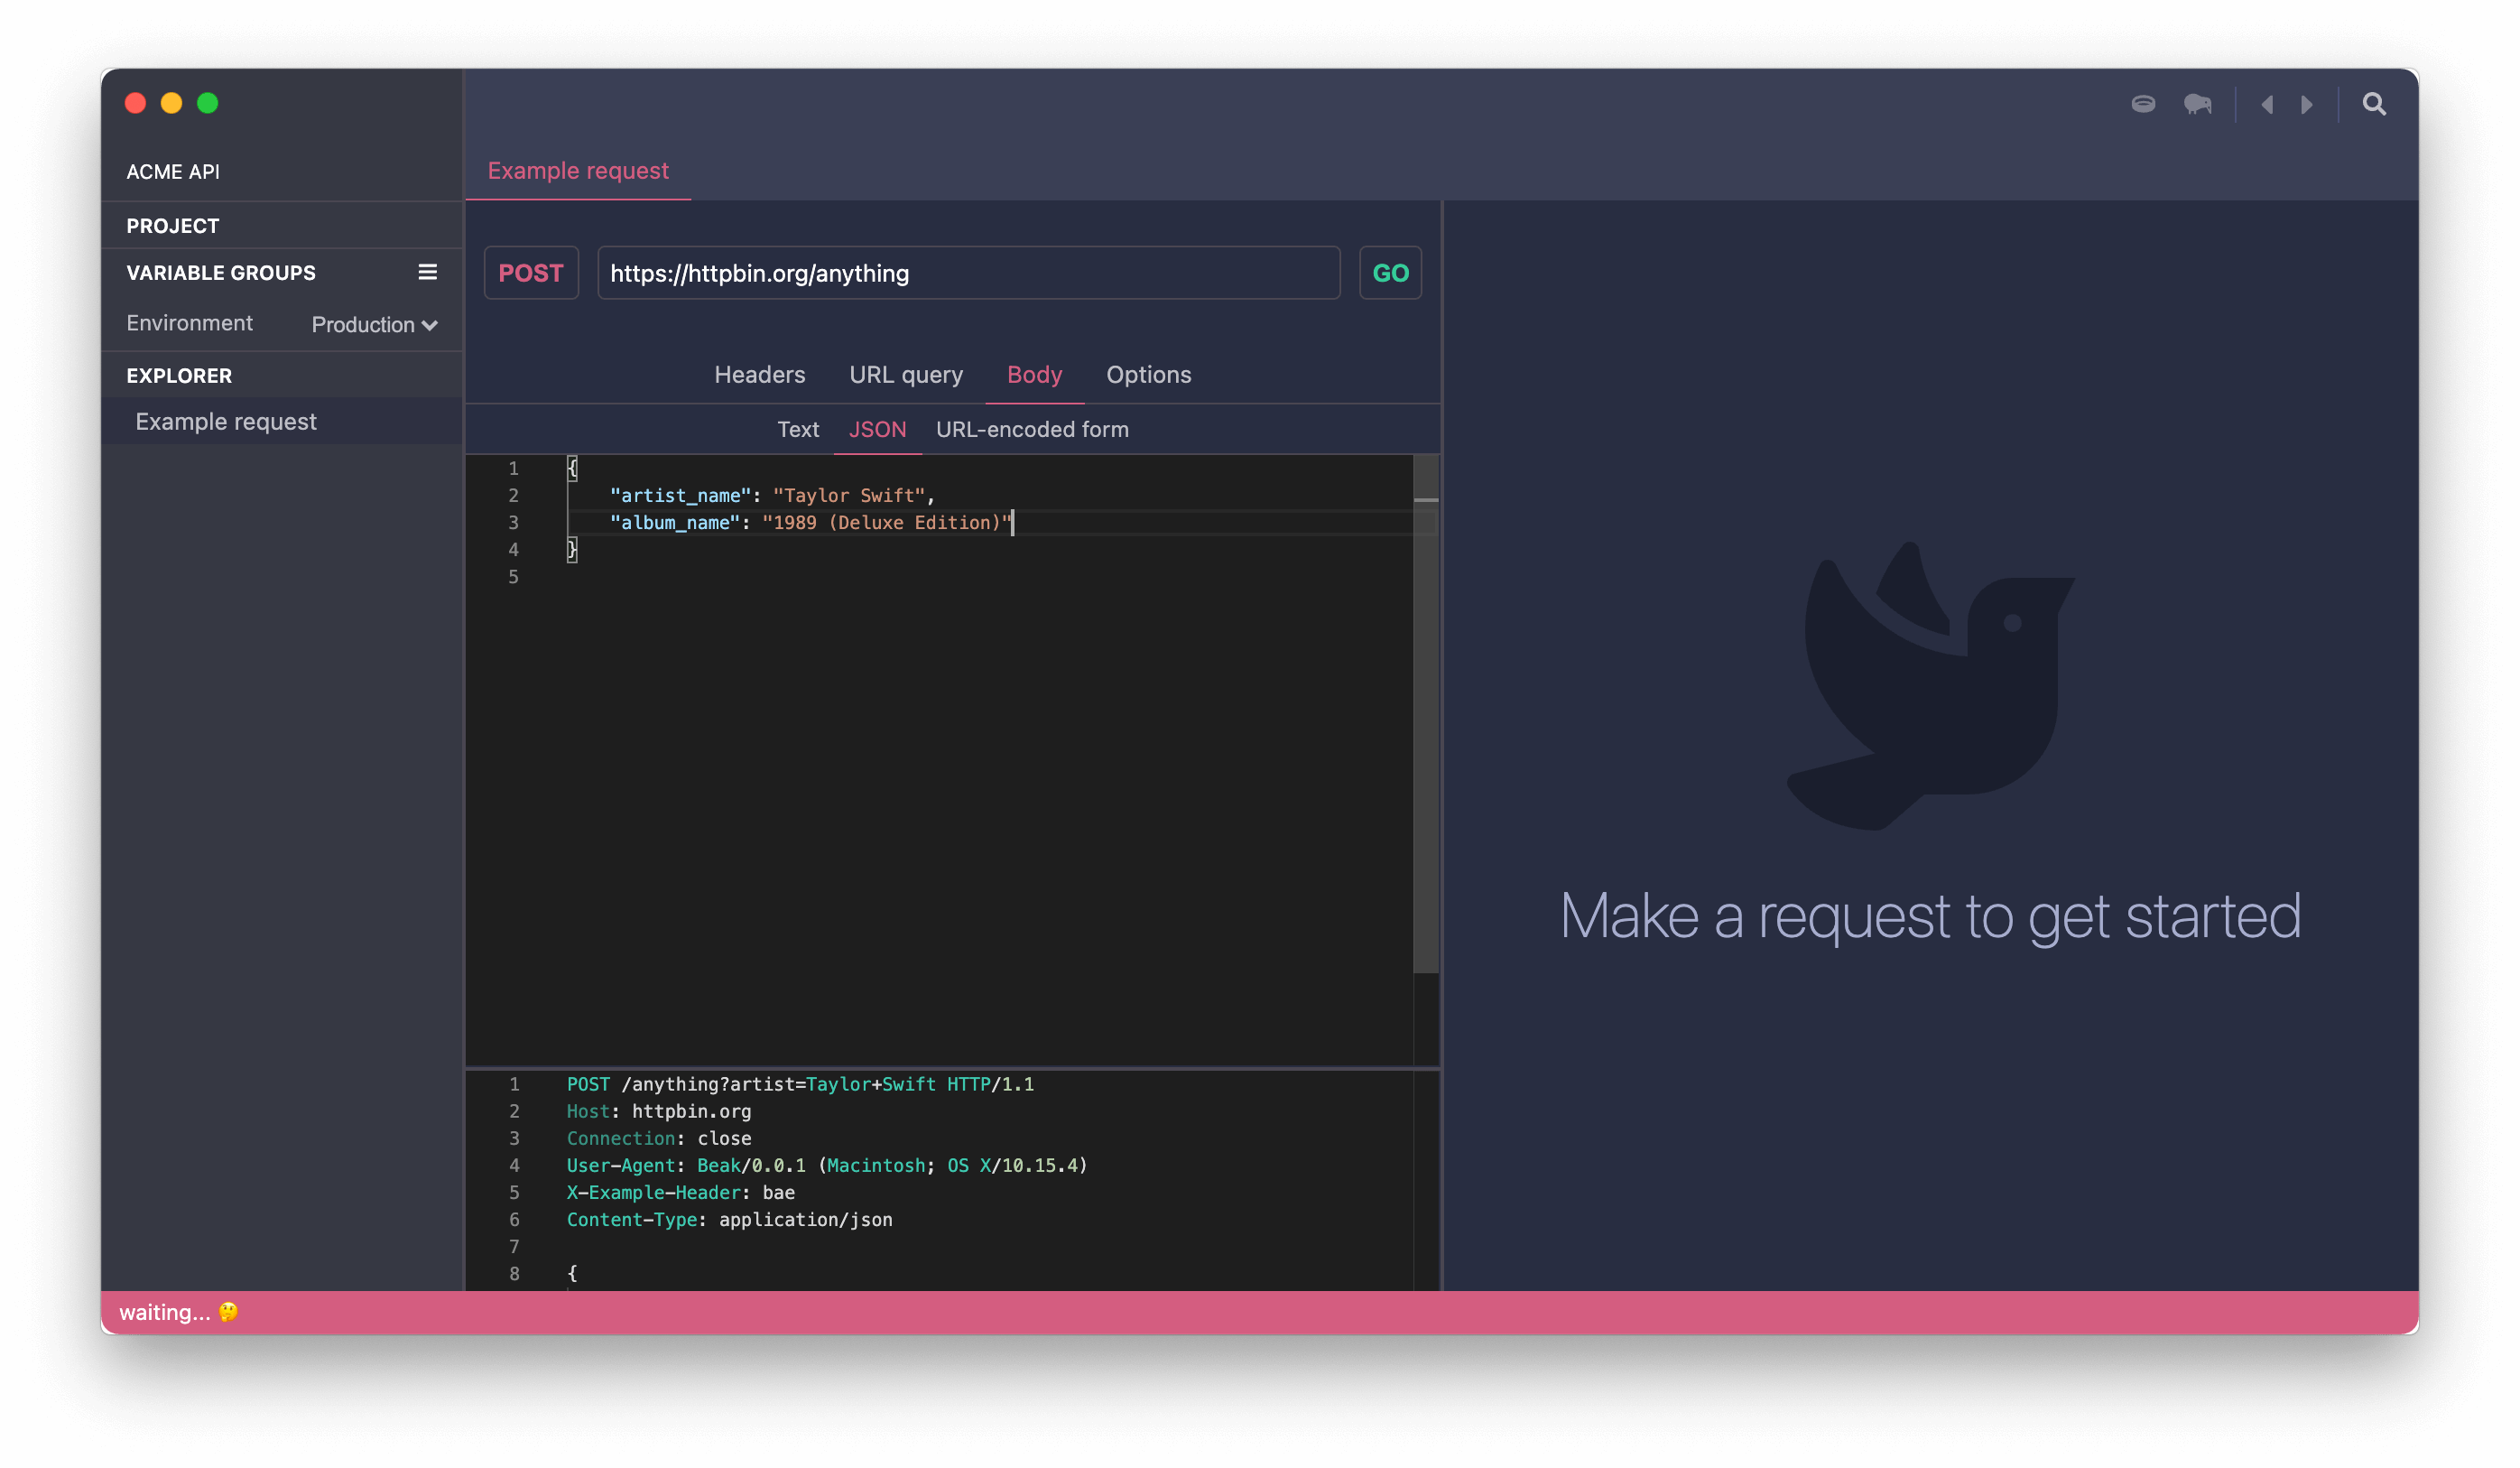 ACME API
PROJECT
VARIABLE GROUPS
Environment Production
EXPLORER
Example request
Example request
POST https://httpbin.org/anything GO
Headers URL query Body Options
Text JSON URL-encoded form
1 {
2 "artist_name": "Taylor Swift",
3 "album_name": "1989 (Deluxe Edition)"
4 }
5
1 POST /anything?artist=Taylor+Swift HTTP/1.1
2 Host: httpbin.org
3 Connection: close
4 User-Agent: Beak/0.0.1 (Macintosh; OS X/10.15.4)
5 X-Example-Header: bae
6 Content-Type: application/json
7
8 {
Make a request to get started
waiting... 🤔